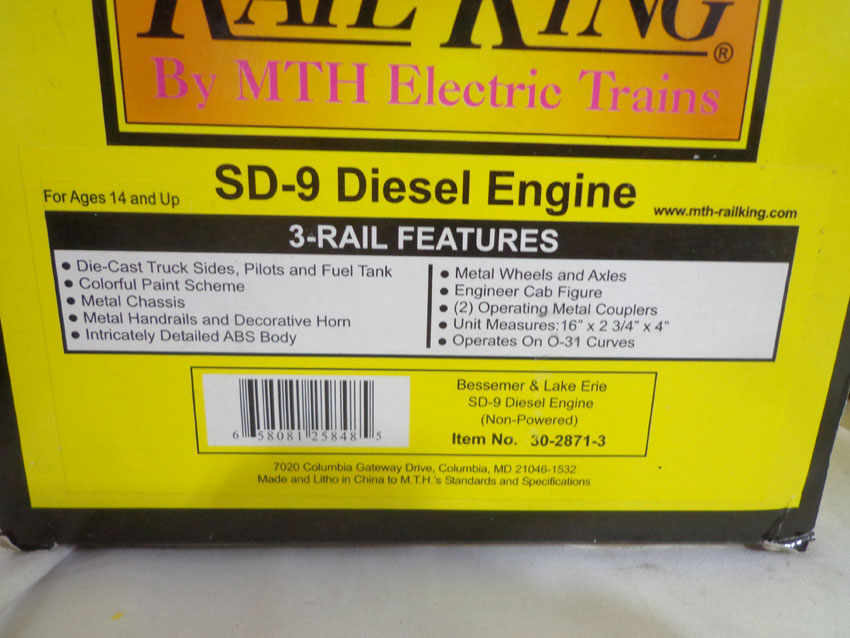 RAIL KING®
By MTH Electric Trains
For Ages 14 and Up
SD-9 Diesel Engine
www.mth-railking.com
3-RAIL FEATURES
• Die-Cast Truck Sides, Pilots and Fuel Tank
• Colorful Paint Scheme
• Metal Chassis
• Metal Handrails and Decorative Horn
• Intricately Detailed ABS Body
• Metal Wheels and Axles
• Engineer Cab Figure
• (2) Operating Metal Couplers
• Unit Measures:16" x 2 3/4" x 4"
• Operates On O-31 Curves
6 58081 25848 5
Bessemer & Lake Erie
SD-9 Diesel Engine
(Non-Powered)
Item No. 30-2871-3
7020 Columbia Gateway Drive, Columbia, MD 21046-1532
Made and Litho in China to M.T.H.'s Standards and Specifications